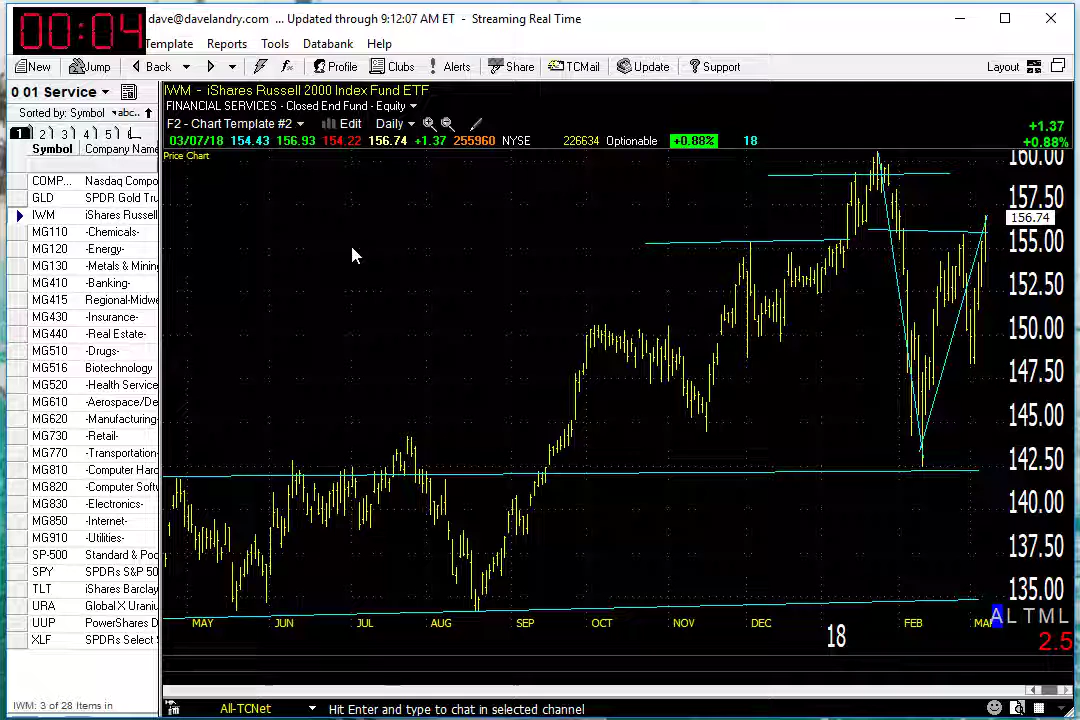 00:04
dave@davelandry.com ... Updated through 9:12:07 AM ET - Streaming Real Time
Template Reports Tools Databank Help
New Jump Back Profile Clubs Alerts Share TCMail Update Support Layout
0 01 Service
Sorted by: Symbol abc..
1 2 3 4 5
Symbol Company Name
COMP... Nasdaq Compo
GLD SPDR Gold Tru
IWM iShares Russell
MG110 -Chemicals-
MG120 -Energy-
MG130 -Metals & Mining
MG410 -Banking-
MG415 Regional-Midwe
MG430 -Insurance-
MG440 -Real Estate-
MG510 -Drugs-
MG516 Biotechnology
MG520 -Health Service
MG610 -Aerospace/De
MG620 -Manufacturing-
MG730 -Retail-
MG770 -Transportation-
MG810 -Computer Hard
MG820 -Computer Softw
MG830 -Electronics-
MG850 -Internet-
MG910 -Utilities-
SP-500 Standard & Poo
SPY SPDRs S&P 50
TLT iShares Barclay
URA Global X Uraniu
UUP PowerShares D
XLF SPDRs Select S
IWM: 3 of 28 Items in
IWM - iShares Russell 2000 Index Fund ETF
FINANCIAL SERVICES - Closed End Fund - Equity
F2 - Chart Template #2 Edit Daily
03/07/18 154.43 156.93 154.22 156.74 +1.37 255960 NYSE 226634 Optionable +0.88% 18
+1.37
+0.88%
Price Chart
160.00
157.50
156.74
155.00
152.50
150.00
147.50
145.00
142.50
140.00
137.50
135.00
MAY JUN JUL AUG SEP OCT NOV DEC 18 FEB MAR
A L T M L
2.5
All-TCNet Hit Enter and type to chat in selected channel